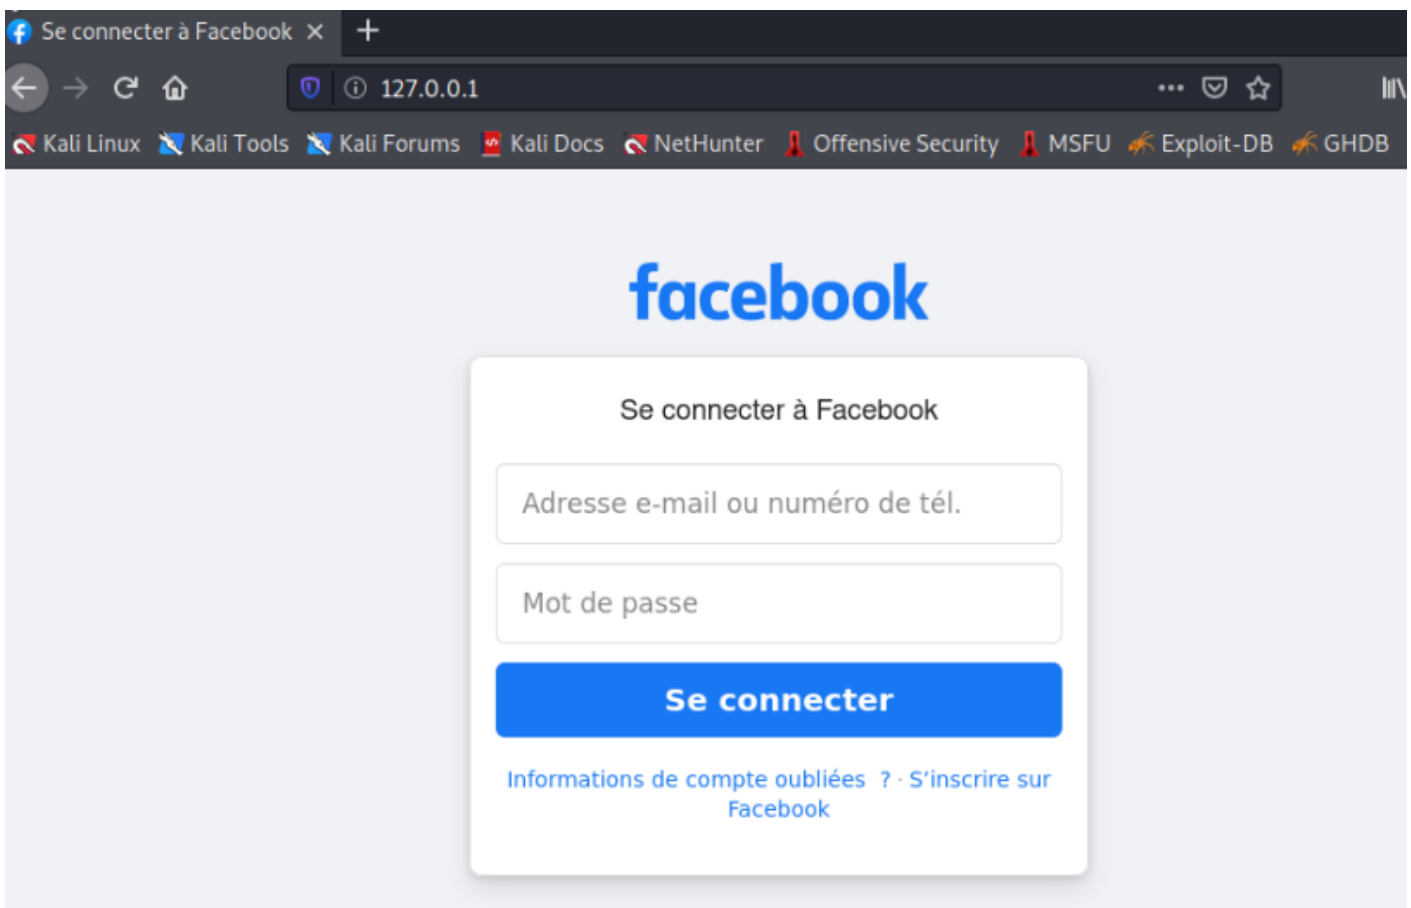 Se connecter à Facebook
127.0.0.1
Kali Linux Kali Tools Kali Forums Kali Docs NetHunter Offensive Security MSFU Exploit-DB GHDB
facebook
Se connecter à Facebook
Adresse e-mail ou numéro de tél.
Mot de passe
Se connecter
Informations de compte oubliées ? · S’inscrire sur
Facebook